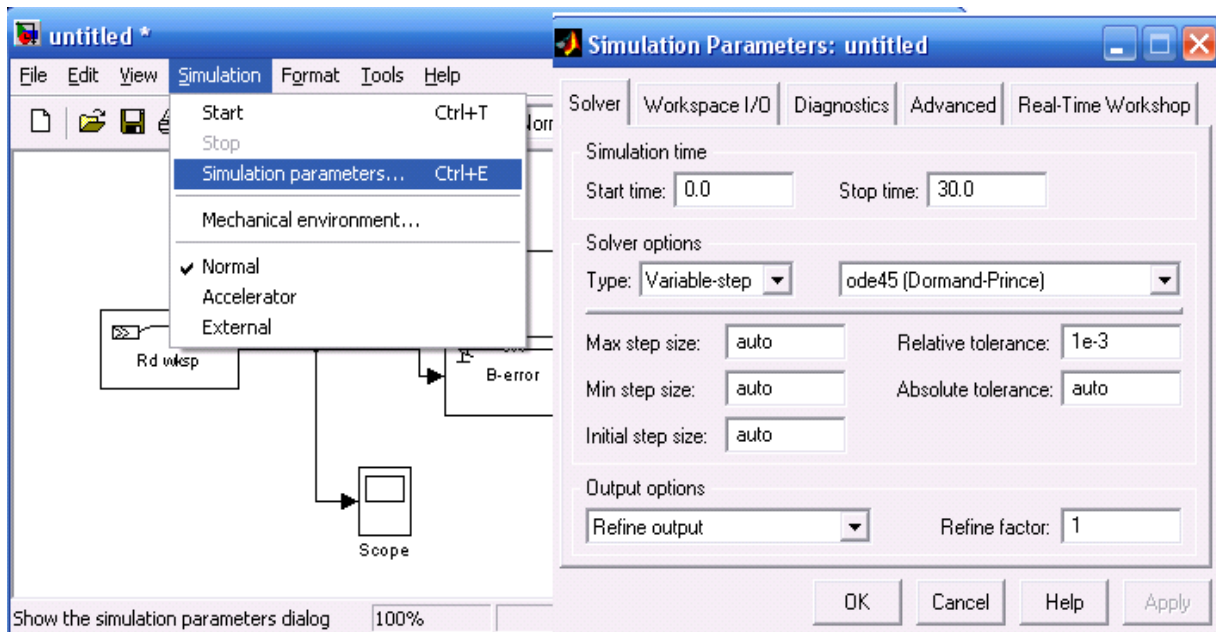 untitled *
File Edit View Simulation Format Tools Help
Start Ctrl+T
Stop
Simulation parameters... Ctrl+E
Mechanical environment...
Normal
Accelerator
External
Rd wksp
B-error
Scope
Show the simulation parameters dialog 100%
Simulation Parameters: untitled
Solver Workspace I/O Diagnostics Advanced Real-Time Workshop
Simulation time
Start time: 0.0 Stop time: 30.0
Solver options
Type: Variable-step ode45 (Dormand-Prince)
Max step size: auto Relative tolerance: 1e-3
Min step size: auto Absolute tolerance: auto
Initial step size: auto
Output options
Refine output Refine factor: 1
OK Cancel Help Apply